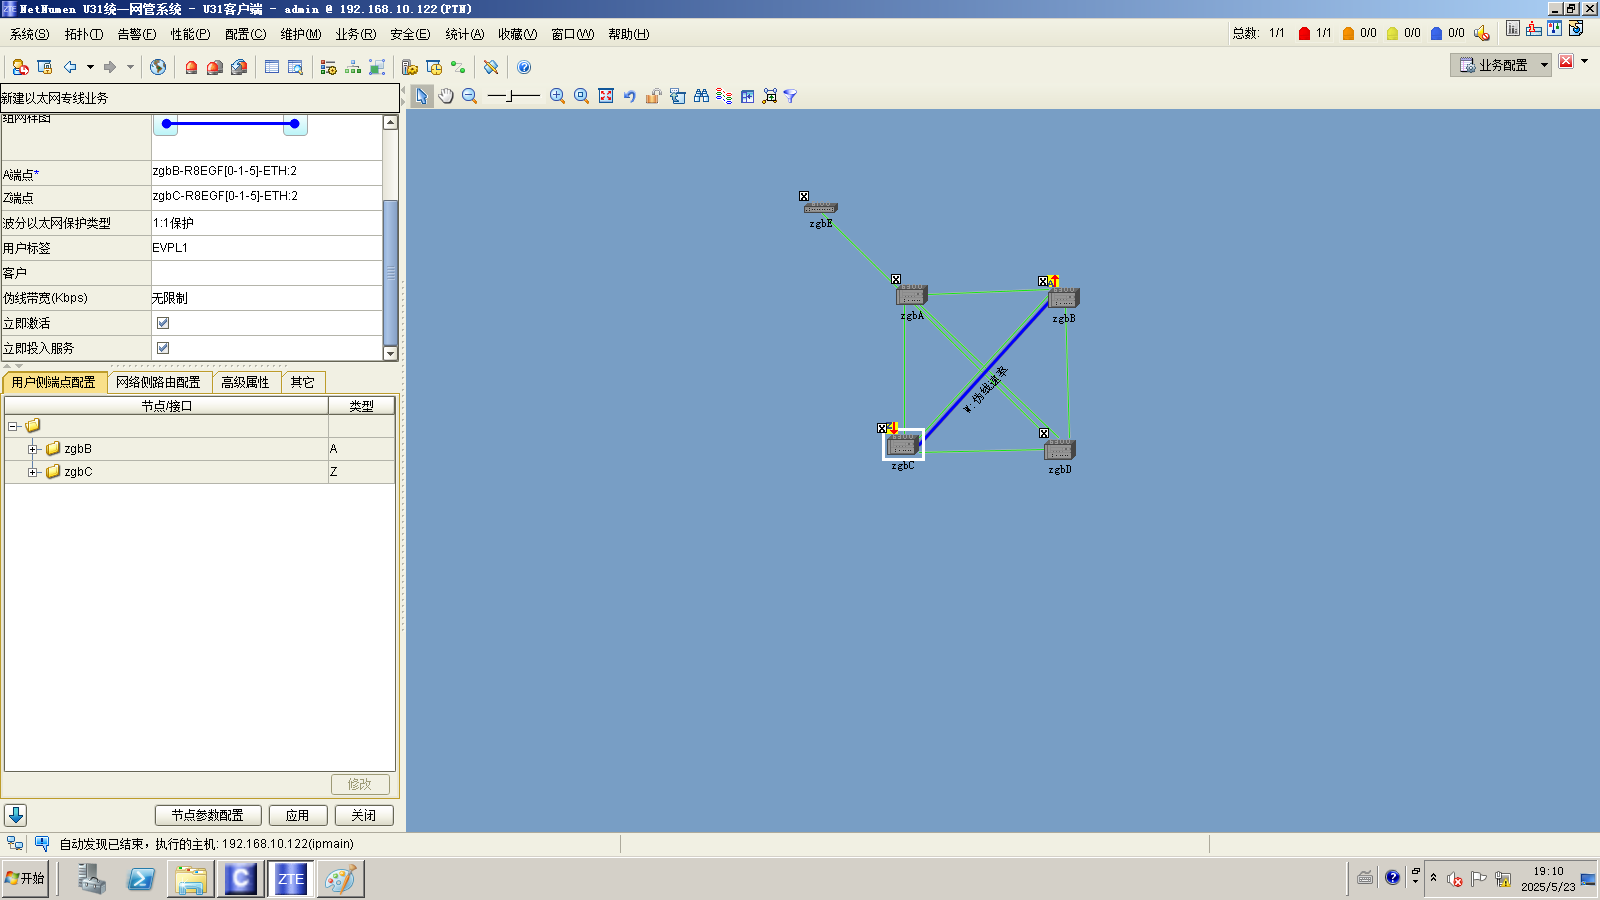 NetNumen U31统一网管系统 - U31客户端 - admin @ 192.168.10.122(PTN)
系统(S) 拓扑(T) 告警(F) 性能(P) 配置(C) 维护(M) 业务(R) 安全(E) 统计(A) 收藏(V) 窗口(W) 帮助(H)
总数: 1/1 1/1 0/0 0/0 0/0
业务配置
新建以太网专线业务
组网样图
A端点* zgbB-R8EGF[0-1-5]-ETH:2
Z端点 zgbC-R8EGF[0-1-5]-ETH:2
波分以太网保护类型 1:1保护
用户标签 EVPL1
客户
伪线带宽(Kbps) 无限制
立即激活
立即投入服务
用户侧端点配置 网络侧路由配置 高级属性 其它
节点/接口 类型
zgbB A
zgbC Z
修改
节点参数配置 应用 关闭
zgbE
zgbA
zgbB
W:伪线速率
zgbC
zgbD
自动发现已结束，执行的主机: 192.168.10.122(ipmain)
开始
C
ZTE
19:10
2025/5/23